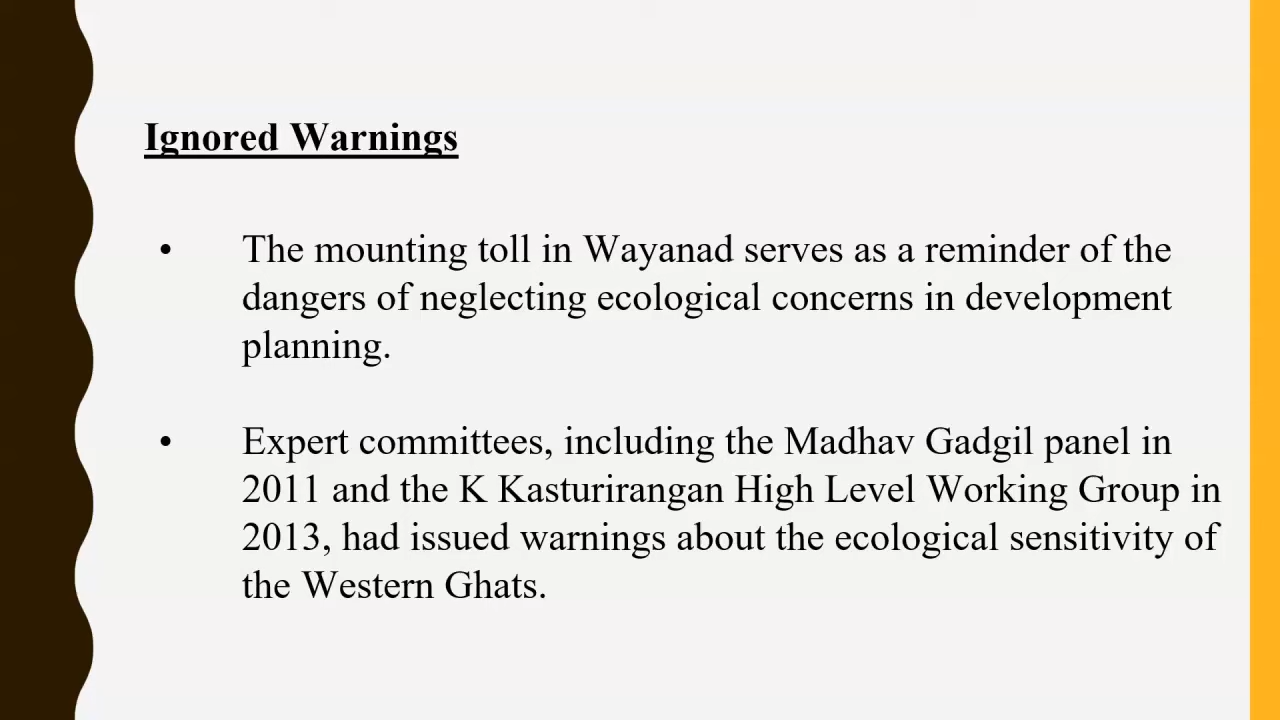 Ignored Warnings
• The mounting toll in Wayanad serves as a reminder of the
dangers of neglecting ecological concerns in development
planning.
• Expert committees, including the Madhav Gadgil panel in
2011 and the K Kasturirangan High Level Working Group in
2013, had issued warnings about the ecological sensitivity of
the Western Ghats.